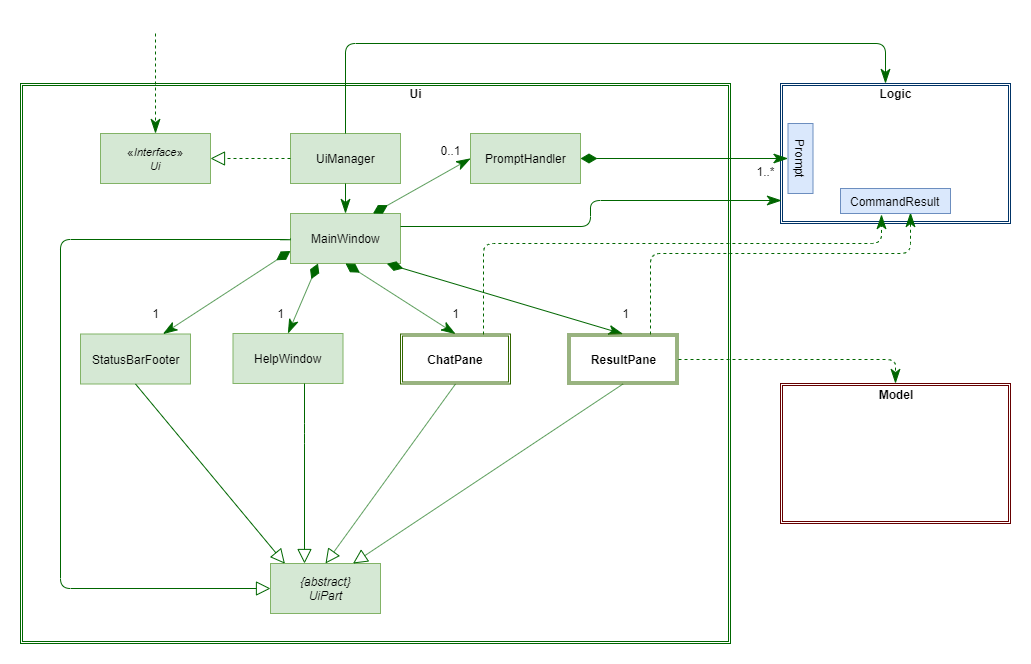 Ui
Logic
«Interface»
Ui
UiManager
0..1
PromptHandler
1..*
Prompt
CommandResult
MainWindow
1
1
1
1
StatusBarFooter
HelpWindow
ChatPane
ResultPane
Model
{abstract}
UiPart